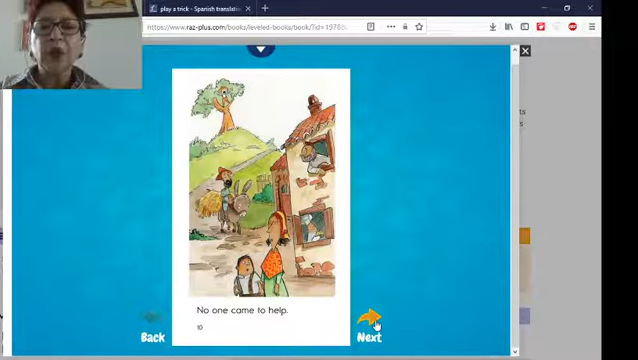 play a trick - Spanish translati
https://www.raz-plus.com/books/leveled-books/book/?id=1978
No one came to help.
10
Back
Next